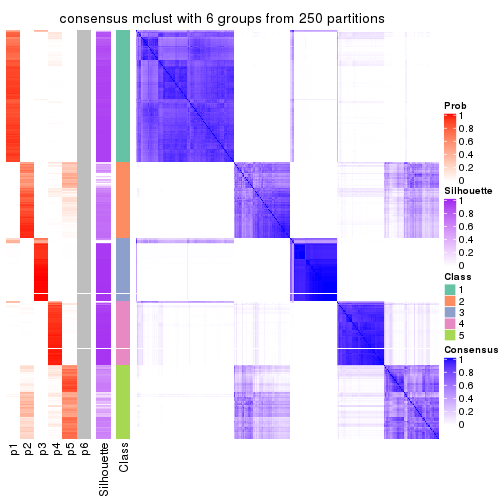 consensus mclust with 6 groups from 250 partitions
Prob
1
0.8
0.6
0.4
0.2
0
Silhouette
1
0.8
0.6
0.4
0.2
0
Class
1
2
3
4
5
Consensus
1
0.8
0.6
0.4
0.2
0
p1
p2
p3
p4
p5
p6
Silhouette
Class